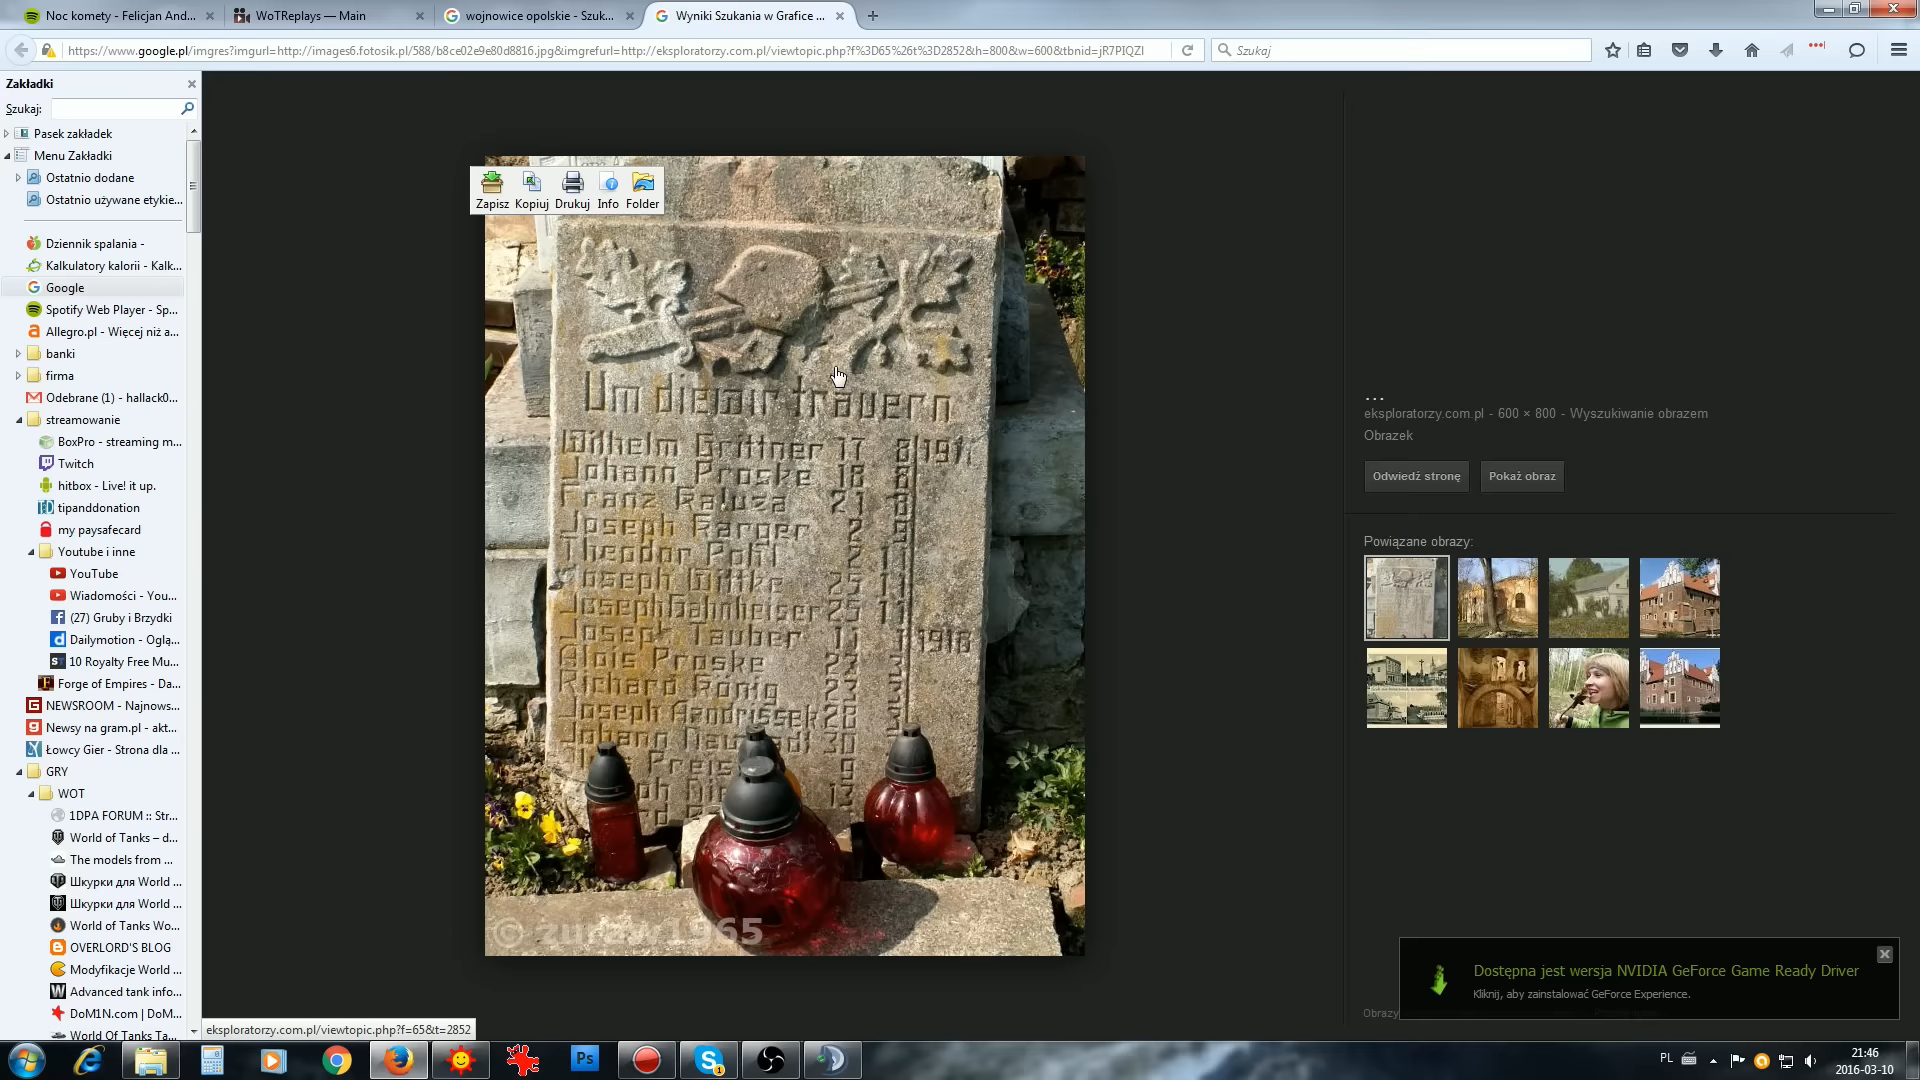 Noc komety - Felicjan And...
WoTReplays — Main
wojnowice opolskie - Szuk...
Wyniki Szukania w Grafice ...
https://www.google.pl/imgres?imgurl=http://images6.fotosik.pl/588/b8ce02e9e80d8816.jpg&imgrefurl=http://eksploratorzy.com.pl/viewtopic.php?f%3D65%26t%3D2852&h=800&w=600&tbnid=jR7PIQZI
Szukaj
Zakładki
Szukaj:
Pasek zakładek
Menu Zakładki
Ostatnio dodane
Ostatnio używane etykie...
Dziennik spalania -
Kalkulatory kalorii - Kalk...
Google
Spotify Web Player - Sp...
Allegro.pl - Więcej niż a...
banki
firma
Odebrane (1) - hallack0...
streamowanie
BoxPro - streaming m...
Twitch
hitbox - Live! it up.
tipanddonation
my paysafecard
Youtube i inne
YouTube
Wiadomości - You...
(27) Gruby i Brzydki
Dailymotion - Oglą...
10 Royalty Free Mu...
Forge of Empires - Da...
NEWSROOM - Najnows...
Newsy na gram.pl - akt...
Łowcy Gier - Strona dla ...
GRY
WOT
1DPA FORUM :: Str...
World of Tanks – d...
The models from ...
Шкурки для World ...
Шкурки для World ...
World of Tanks Wo...
OVERLORD'S BLOG
Modyfikacje World ...
Advanced tank info...
DoM1N.com | DoM...
World Of Tanks Ta...
Zapisz Kopiuj Drukuj Info Folder
Um die wir trauern
Wilhelm Grittner 17 8 191
Johann Proske 18 8
Franz Kaluza 21 8
Joseph Farger 2 9
Theodor Pohl 2 11
Joseph Wittke 25 11
Joseph Hahnheiser 25 11
Joseph Tauber 11 1 1916
Alois Proske
Richard König
Joseph
Johann 30
Preis 9
13
© zuraw1965
...
eksploratorzy.com.pl - 600 × 800 - Wyszukiwanie obrazem
Obrazek
Odwiedź stronę
Pokaż obraz
Powiązane obrazy:
Dostępna jest wersja NVIDIA GeForce Game Ready Driver
Kliknij, aby zainstalować GeForce Experience.
Obrazy
eksploratorzy.com.pl/viewtopic.php?f=65&t=2852
Ps
PL
21:46
2016-03-10